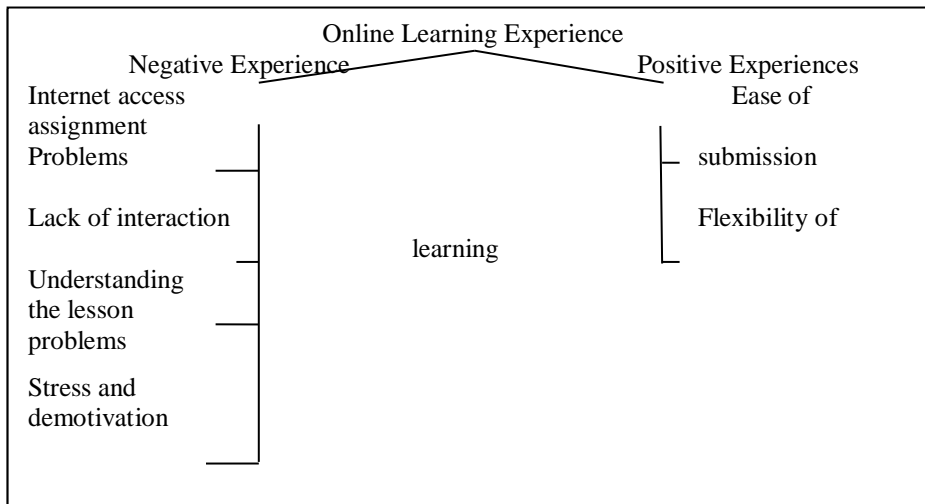 Online Learning Experience
Negative Experience Positive Experiences
Internet access Ease of
assignment
Problems submission
Lack of interaction Flexibility of
learning
Understanding
the lesson
problems
Stress and
demotivation